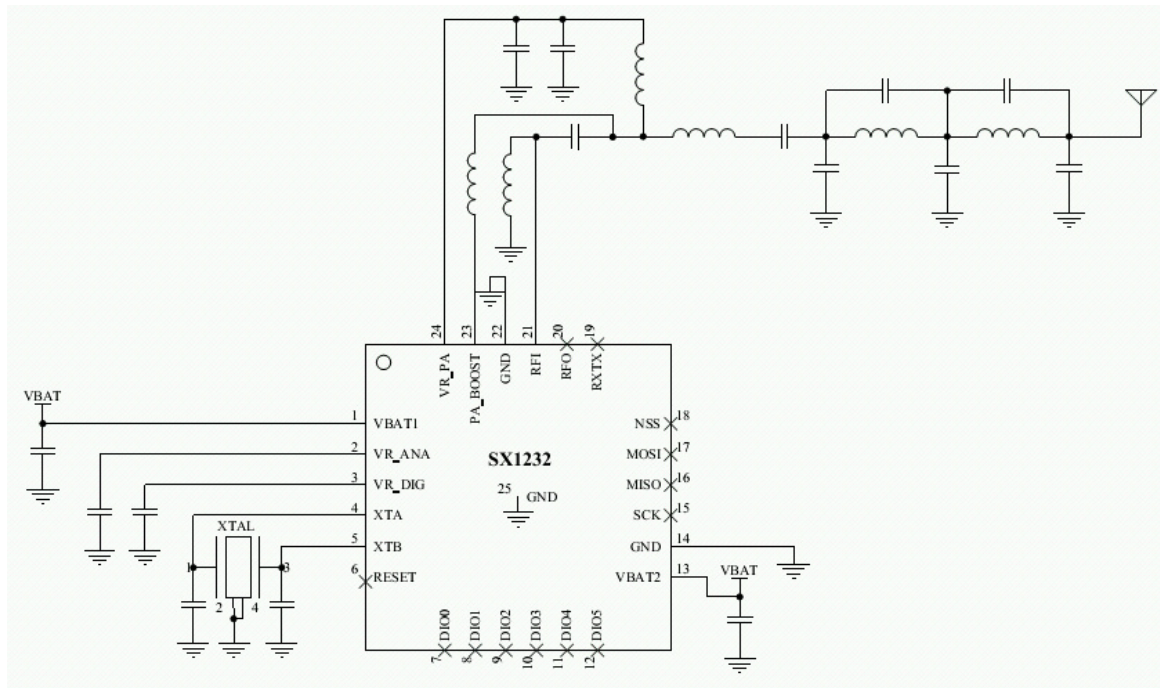 24
23
22
21
20
19
VR_PA
PA_BOOST
GND
RFI
RFO
RXTX
VBAT
1 VBAT1
2 VR_ANA
3 VR_DIG
4 XTA
5 XTB
6 RESET
NSS 18
MOSI 17
MISO 16
SCK 15
GND 14
VBAT2 13
SX1232
25 GND
XTAL
1
3
2 4
VBAT
DIO0
DIO1
DIO2
DIO3
DIO4
DIO5
7
8
9
10
11
12